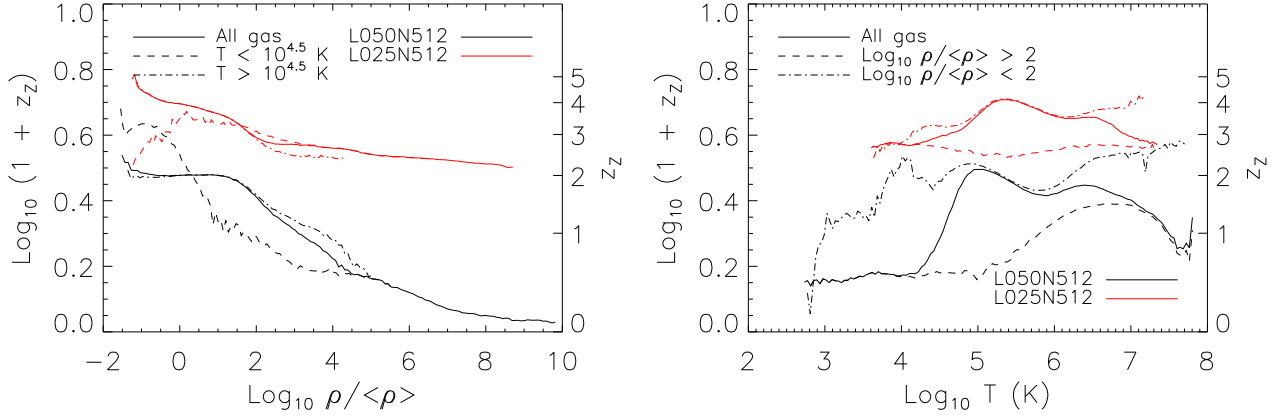 All gas
T < 10^4.5 K
T > 10^4.5 K
L050N512
L025N512
1.0
0.8
0.6
0.4
0.2
0.0
Log10 (1 + zZ)
5
4
3
2
1
0
zZ
−2 0 2 4 6 8 10
Log10 ρ/<ρ>
All gas
Log10 ρ/<ρ> > 2
Log10 ρ/<ρ> < 2
L050N512
L025N512
1.0
0.8
0.6
0.4
0.2
0.0
Log10 (1 + zZ)
5
4
3
2
1
0
zZ
2 3 4 5 6 7 8
Log10 T (K)